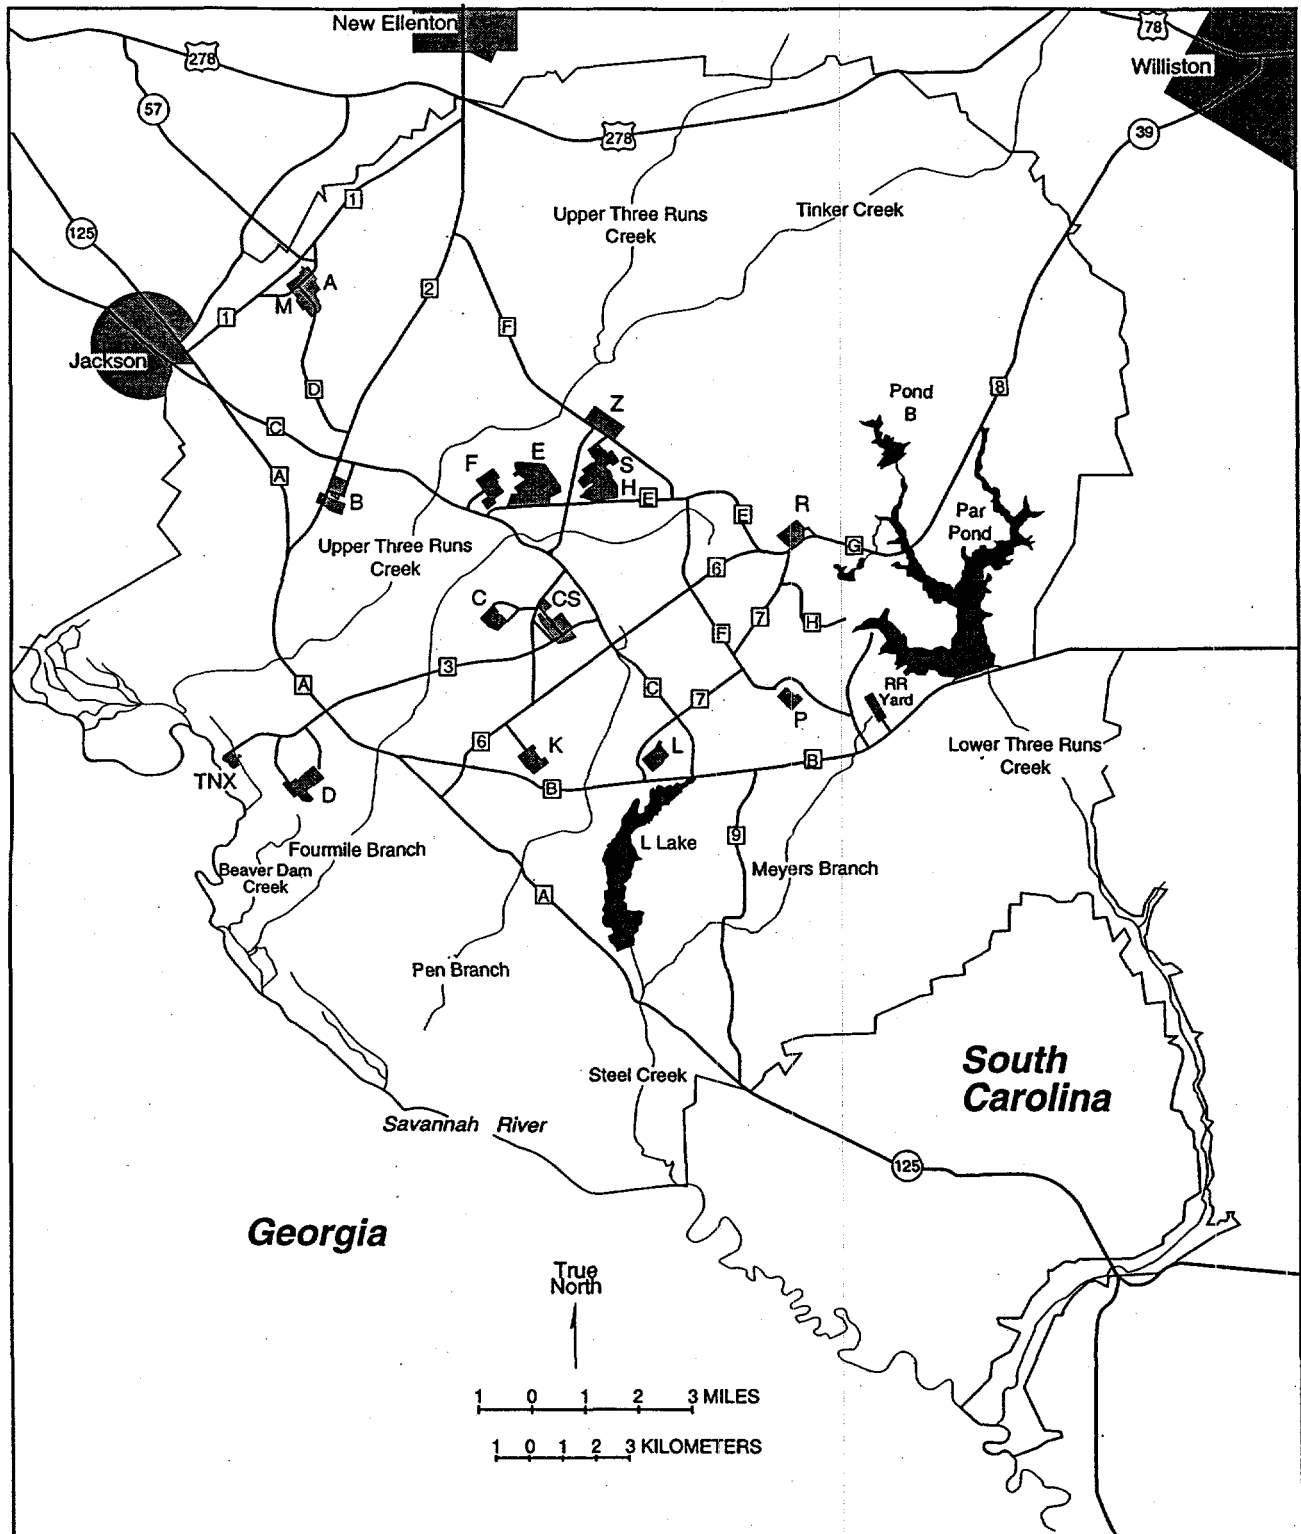 New Ellenton
78
278
Williston
57
278
39
1
Upper Three Runs
Creek
Tinker Creek
125
A
2
M
1
F
Jackson
8
D
Pond
B
Z
C
E
F
S
A
H
B
E
R
E
Par
Pond
Upper Three Runs
Creek
G
6
C
CS
7
H
F
3
A
C
7
RR
Yard
P
6
K
L
Lower Three Runs
Creek
B
TNX
D
B
9
L Lake
Fourmile Branch
Beaver Dam
Creek
Meyers Branch
A
Pen Branch
South
Carolina
Steel Creek
Savannah River
125
Georgia
True
North
1 0 1 2 3 MILES
1 0 1 2 3 KILOMETERS